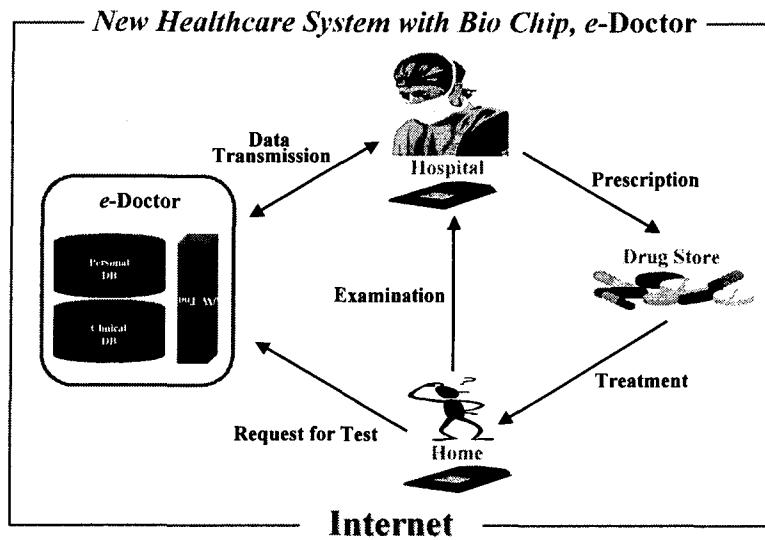 New Healthcare System with Bio Chip, e-Doctor
Data
Transmission
Hospital
Prescription
e-Doctor
Personal
DB
Clinical
DB
Drug Store
Examination
Treatment
Request for Test
Home
Internet